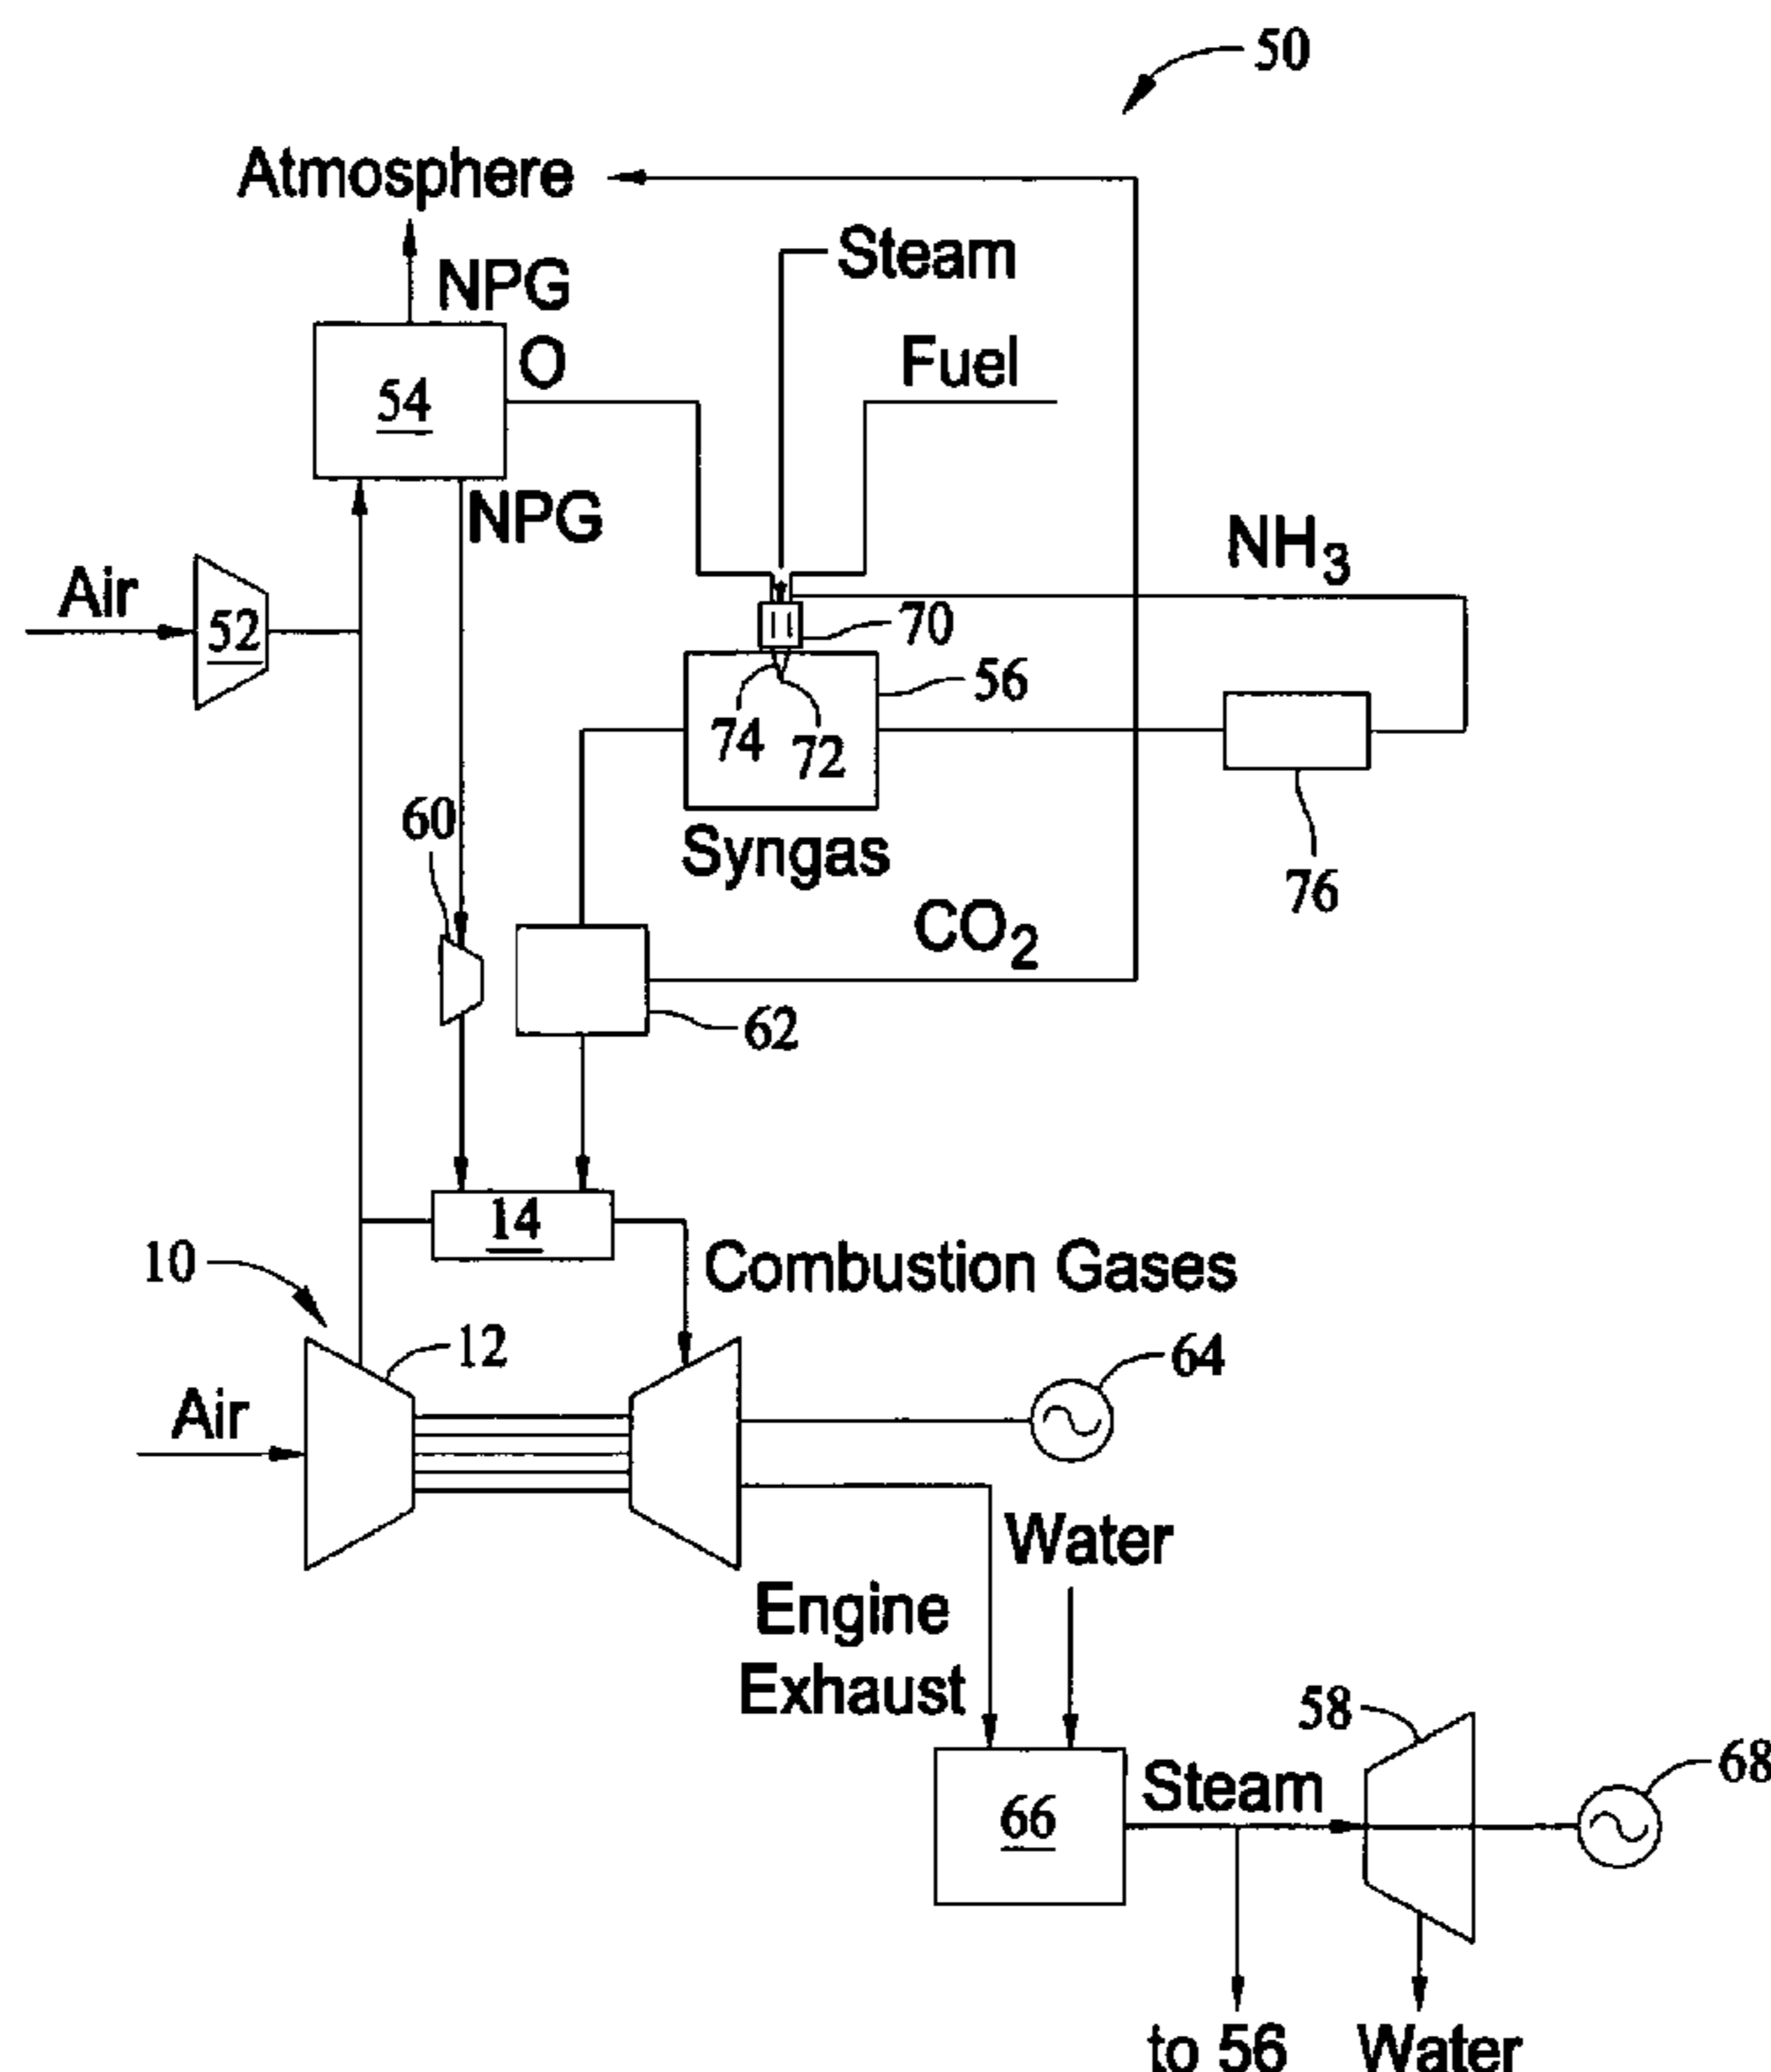 50
Atmosphere
Steam
NPG
O
Fuel
54
NPG
NH3
Air
52
70
56
74
72
76
60
Syngas
CO2
62
14
10
Combustion Gases
12
64
Air
Water
Engine
Exhaust
58
68
Steam
66
to 56
Water